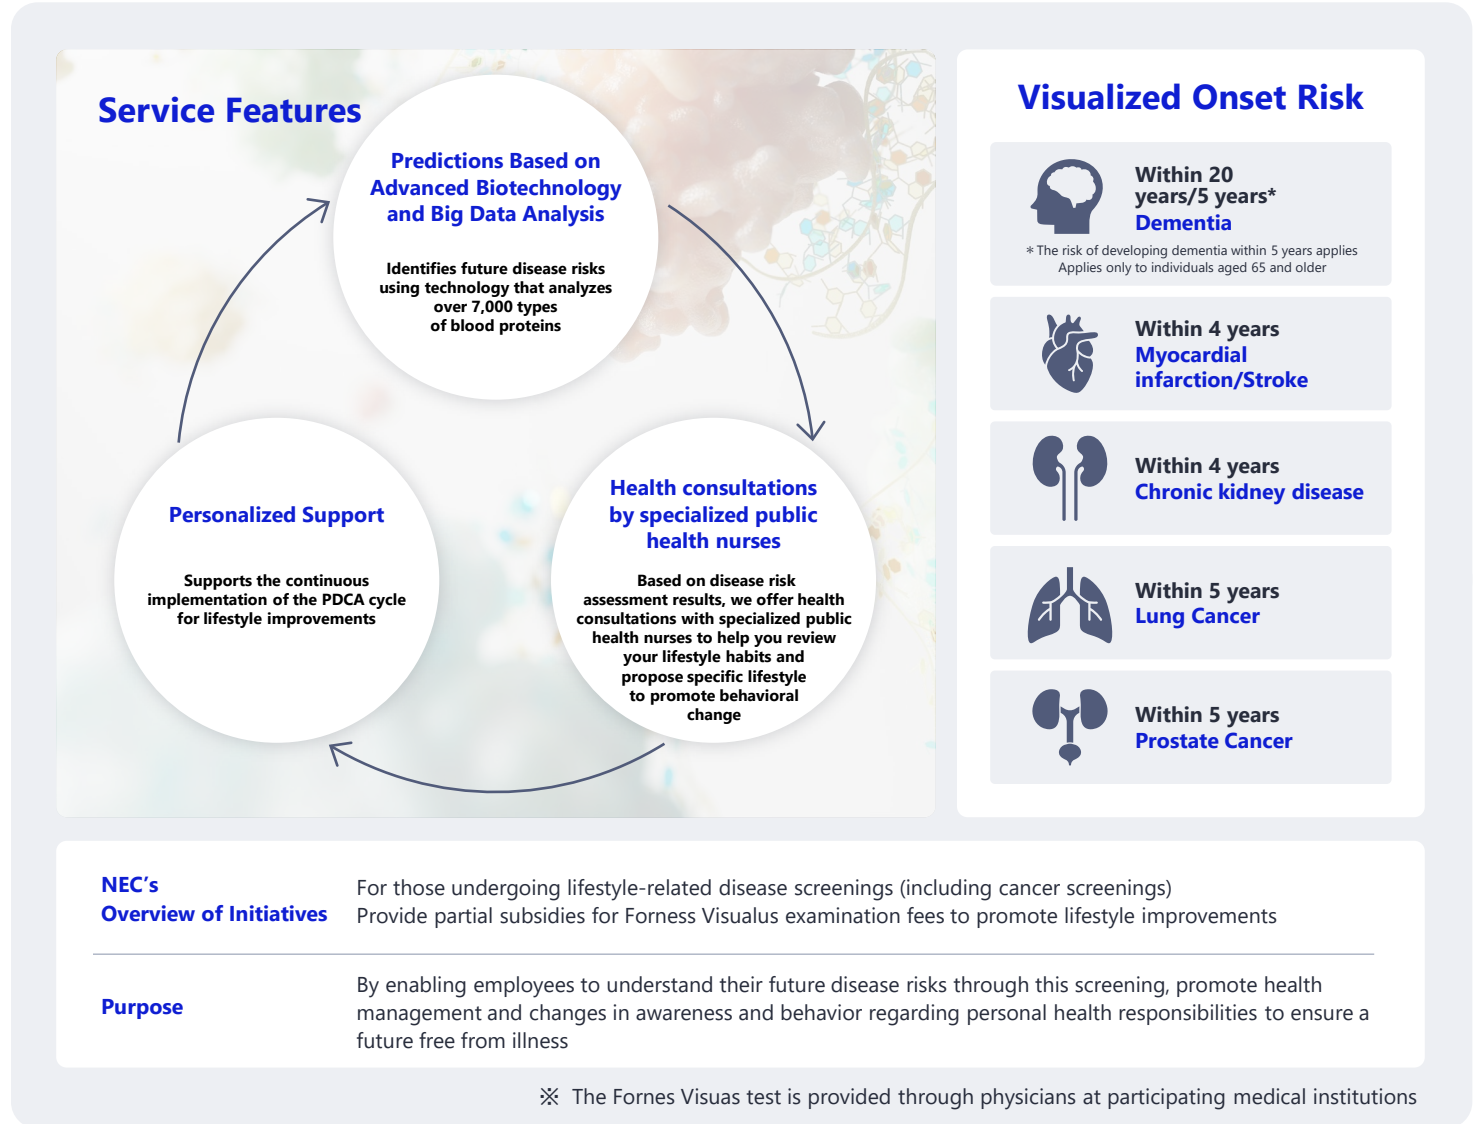 Service Features
Predictions Based on
Advanced Biotechnology
and Big Data Analysis
Identifies future disease risks
using technology that analyzes
over 7,000 types
of blood proteins
Health consultations
by specialized public
health nurses
Based on disease risk
assessment results, we offer health
consultations with specialized public
health nurses to help you review
your lifestyle habits and
propose specific lifestyle
to promote behavioral
change
Personalized Support
Supports the continuous
implementation of the PDCA cycle
for lifestyle improvements
Visualized Onset Risk
Within 20
years/5 years*
Dementia
＊The risk of developing dementia within 5 years applies
Applies only to individuals aged 65 and older
Within 4 years
Myocardial
infarction/Stroke
Within 4 years
Chronic kidney disease
Within 5 years
Lung Cancer
Within 5 years
Prostate Cancer
NEC’s
Overview of Initiatives
For those undergoing lifestyle-related disease screenings (including cancer screenings)
Provide partial subsidies for Forness Visualus examination fees to promote lifestyle improvements
Purpose
By enabling employees to understand their future disease risks through this screening, promote health
management and changes in awareness and behavior regarding personal health responsibilities to ensure a
future free from illness
※ The Fornes Visuas test is provided through physicians at participating medical institutions